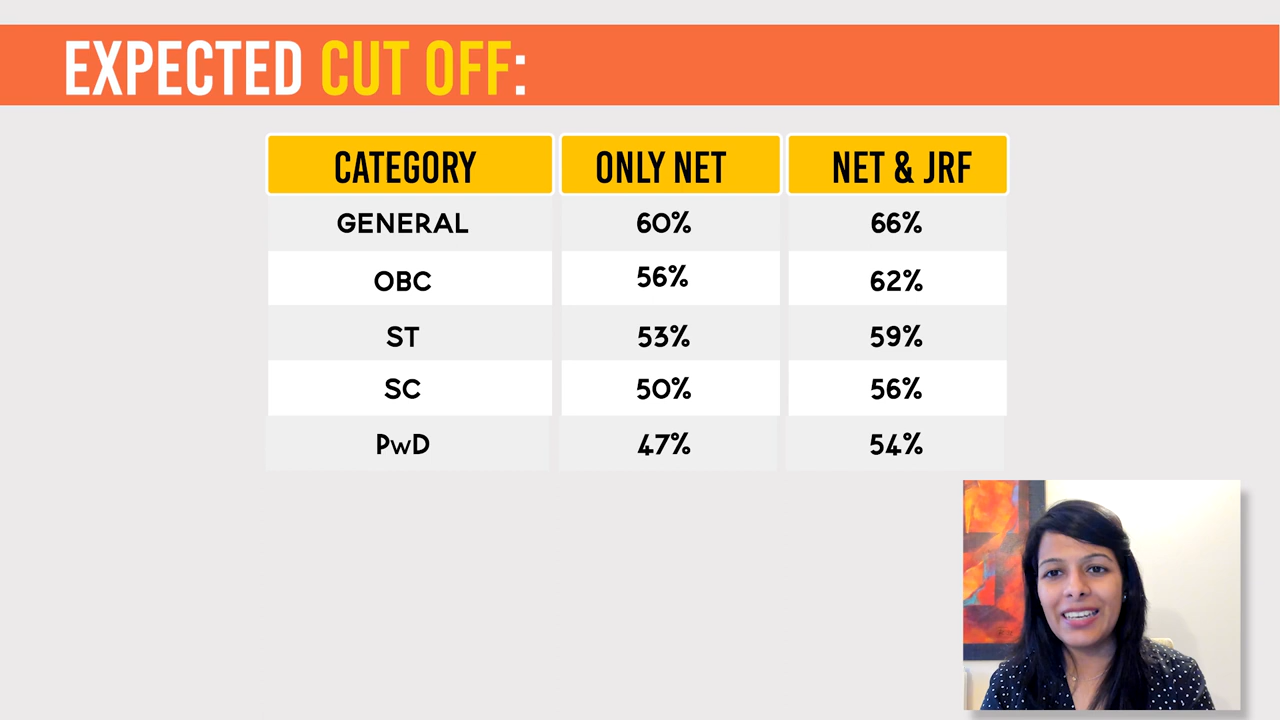 EXPECTED CUT OFF:
CATEGORY ONLY NET NET & JRF
GENERAL 60% 66%
OBC 56% 62%
ST 53% 59%
SC 50% 56%
PwD 47% 54%